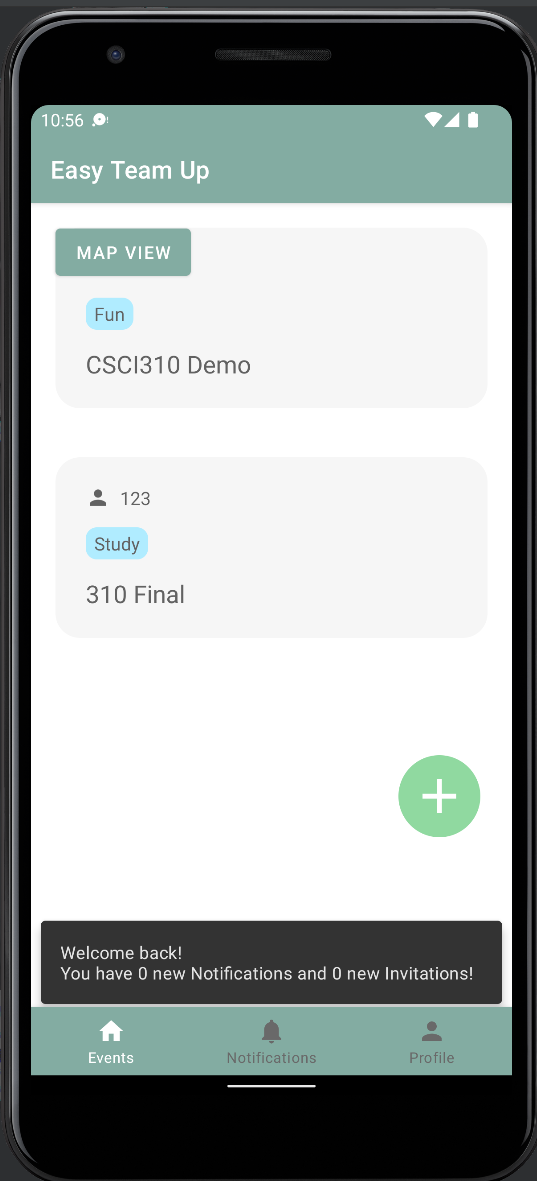 10:56
Easy Team Up
MAP VIEW
Fun
CSCI310 Demo
123
Study
310 Final
Welcome back!
You have 0 new Notifications and 0 new Invitations!
Events
Notifications
Profile